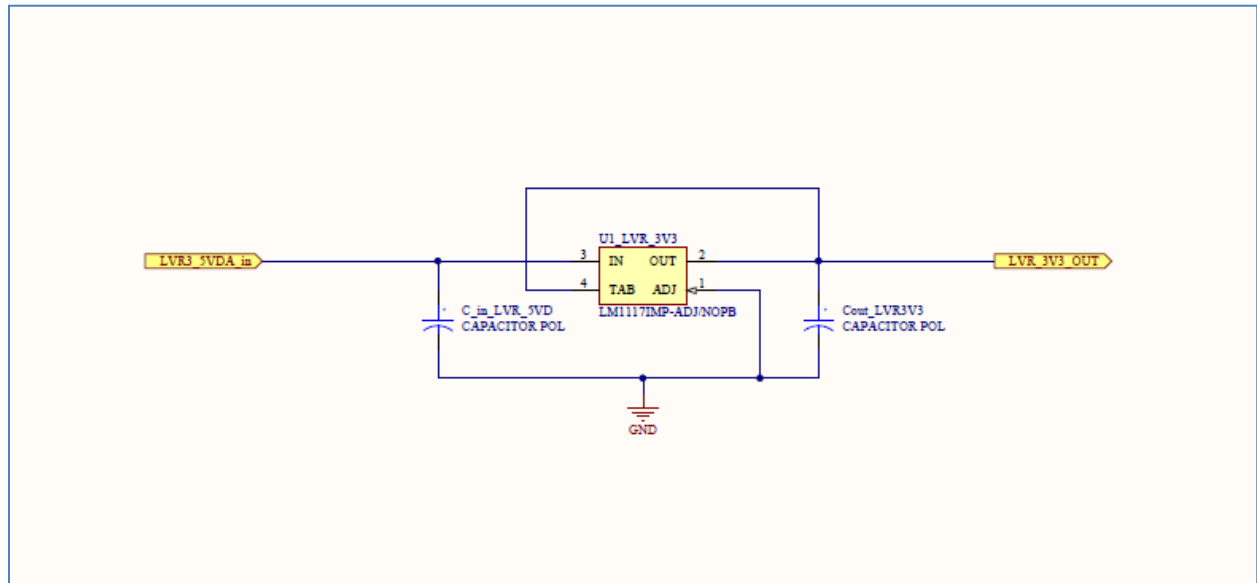 U1_LVR_3V3
LVR3_5VDA_in
3 IN OUT 2
LVR_3V3_OUT
4 TAB ADJ 1
LM1117IMP-ADJ/NOPB
C_in_LVR_5VD
CAPACITOR POL
Cout_LVR3V3
CAPACITOR POL
GND